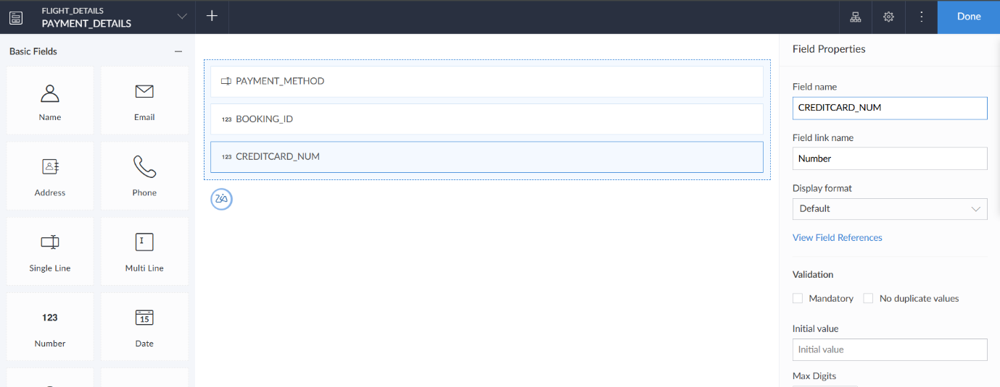 FLIGHT_DETAILS
PAYMENT_DETAILS
Done
Basic Fields
Name
Email
Address
Phone
Single Line
Multi Line
123
Number
15
Date
PAYMENT_METHOD
123 BOOKING_ID
123 CREDITCARD_NUM
Zia
Field Properties
Field name
CREDITCARD_NUM
Field link name
Number
Display format
Default
View Field References
Validation
Mandatory
No duplicate values
Initial value
Initial value
Max Digits